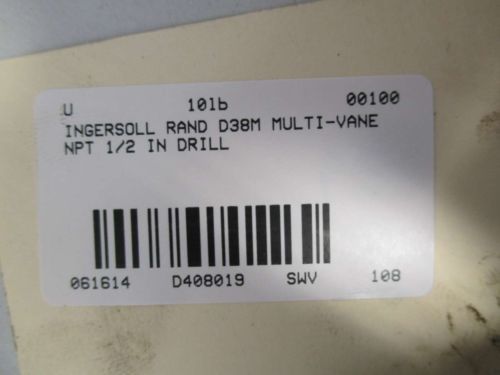 U 10lb 00100
INGERSOLL RAND D38M MULTI-VANE
NPT 1/2 IN DRILL
061614 D408019 SWV 108